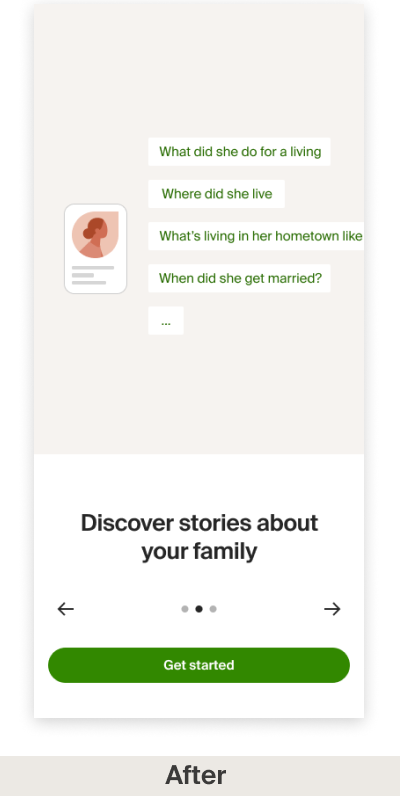 What did she do for a living
Where did she live
What's living in her hometown like
When did she get married?
...
Discover stories about
your family
Get started
After